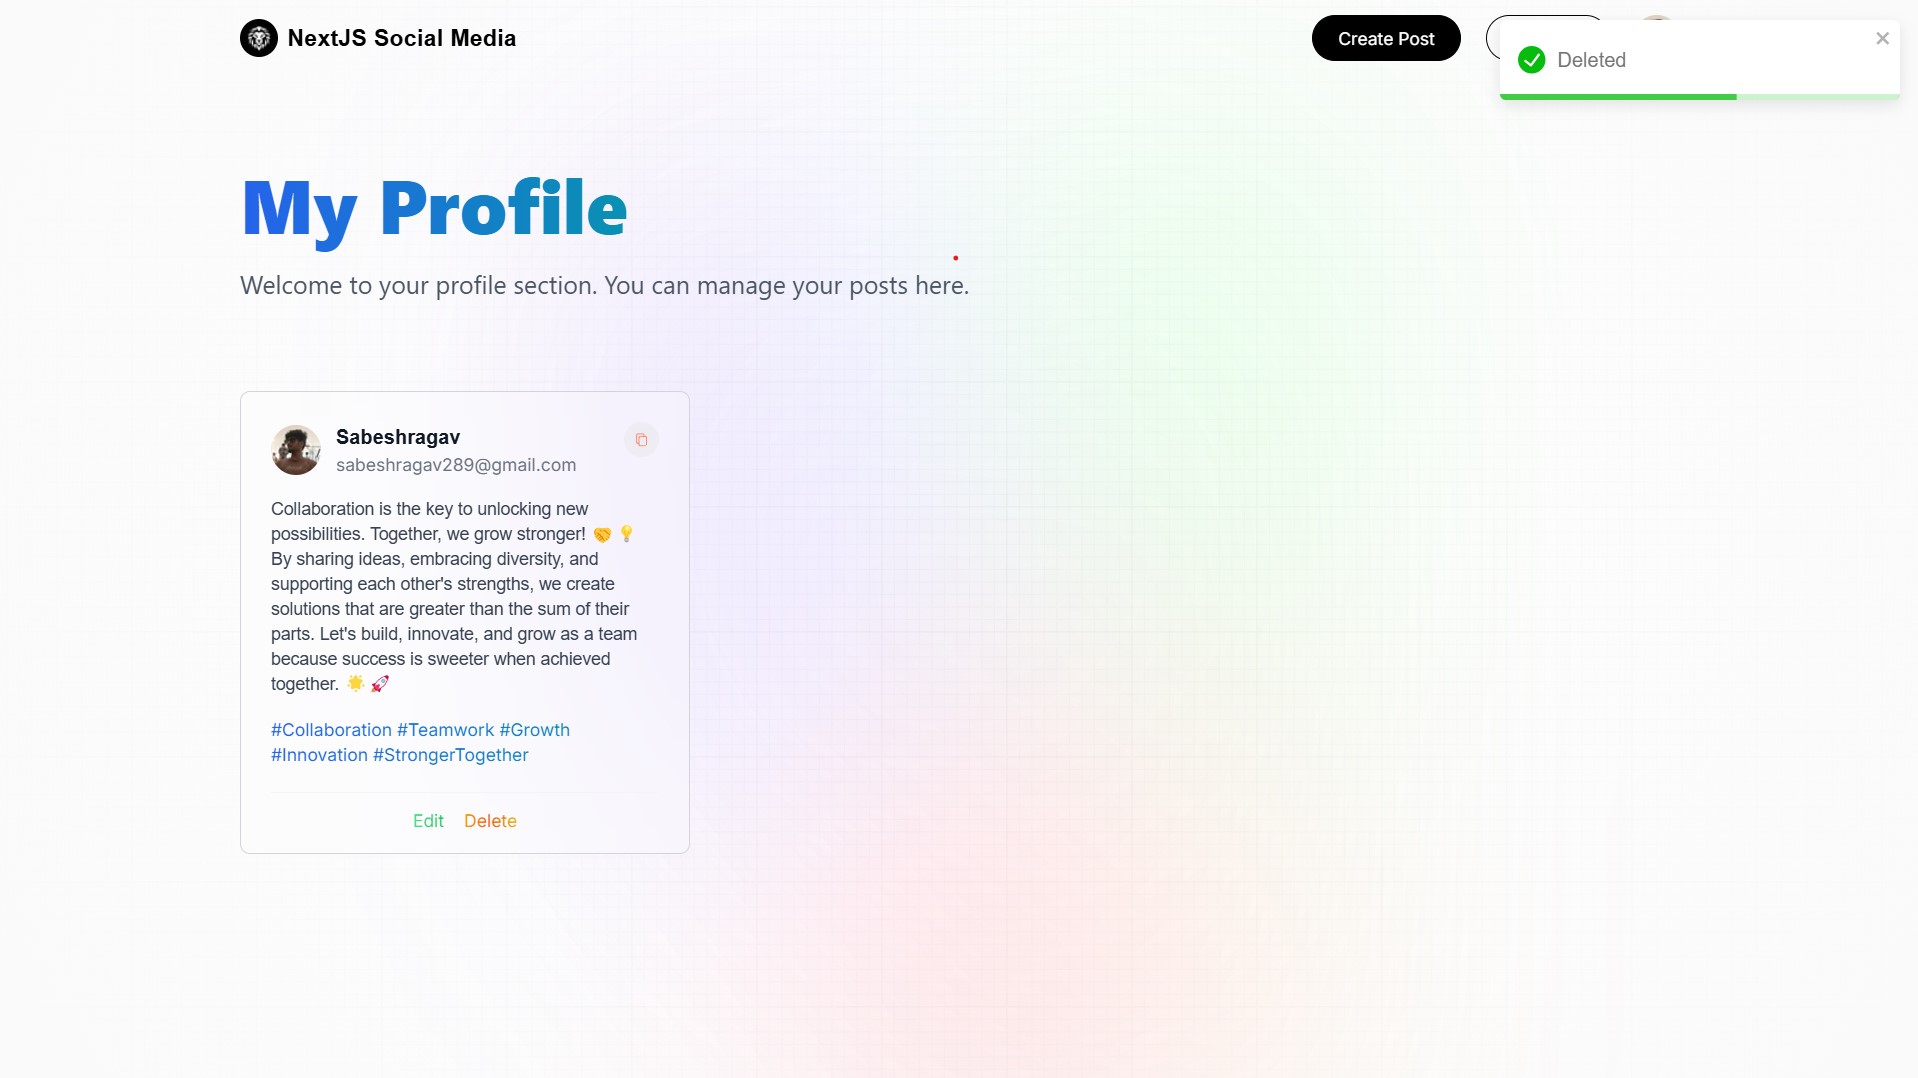 NextJS Social Media
Create Post
Deleted
My Profile
Welcome to your profile section. You can manage your posts here.
Sabeshragav
sabeshragav289@gmail.com
Collaboration is the key to unlocking new
possibilities. Together, we grow stronger! 🤝 💡
By sharing ideas, embracing diversity, and
supporting each other's strengths, we create
solutions that are greater than the sum of their
parts. Let's build, innovate, and grow as a team
because success is sweeter when achieved
together. 🌟 🚀
#Collaboration #Teamwork #Growth
#Innovation #StrongerTogether
Edit Delete